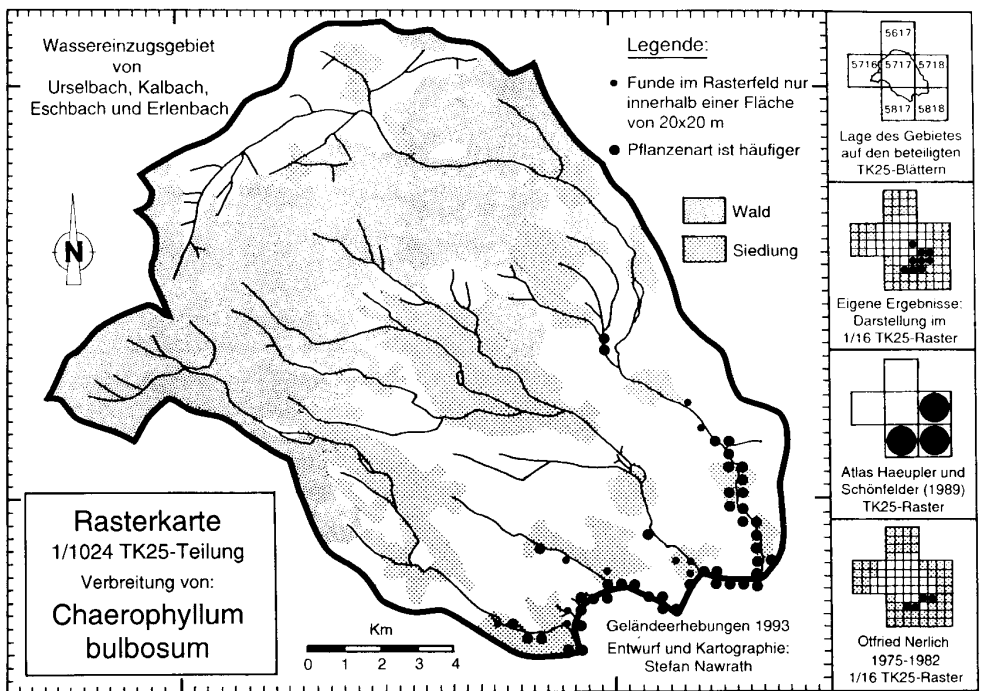 Wassereinzugsgebiet
von
Urselbach, Kalbach,
Eschbach und Erlenbach
Legende:
Funde im Rasterfeld nur
innerhalb einer Fläche
von 20x20 m
Pflanzenart ist häufiger
Wald
Siedlung
N
Rasterkarte
1/1024 TK25-Teilung
Verbreitung von:
Chaerophyllum
bulbosum
Km
0 1 2 3 4
Geländeerhebungen 1993
Entwurf und Kartographie:
Stefan Nawrath
5617
5716 5717 5718
5817 5818
Lage des Gebietes
auf den beteiligten
TK25-Blättern
Eigene Ergebnisse:
Darstellung im
1/16 TK25-Raster
Atlas Haeupler und
Schönfelder (1989)
TK25-Raster
Otfried Nerlich
1975-1982
1/16 TK25-Raster